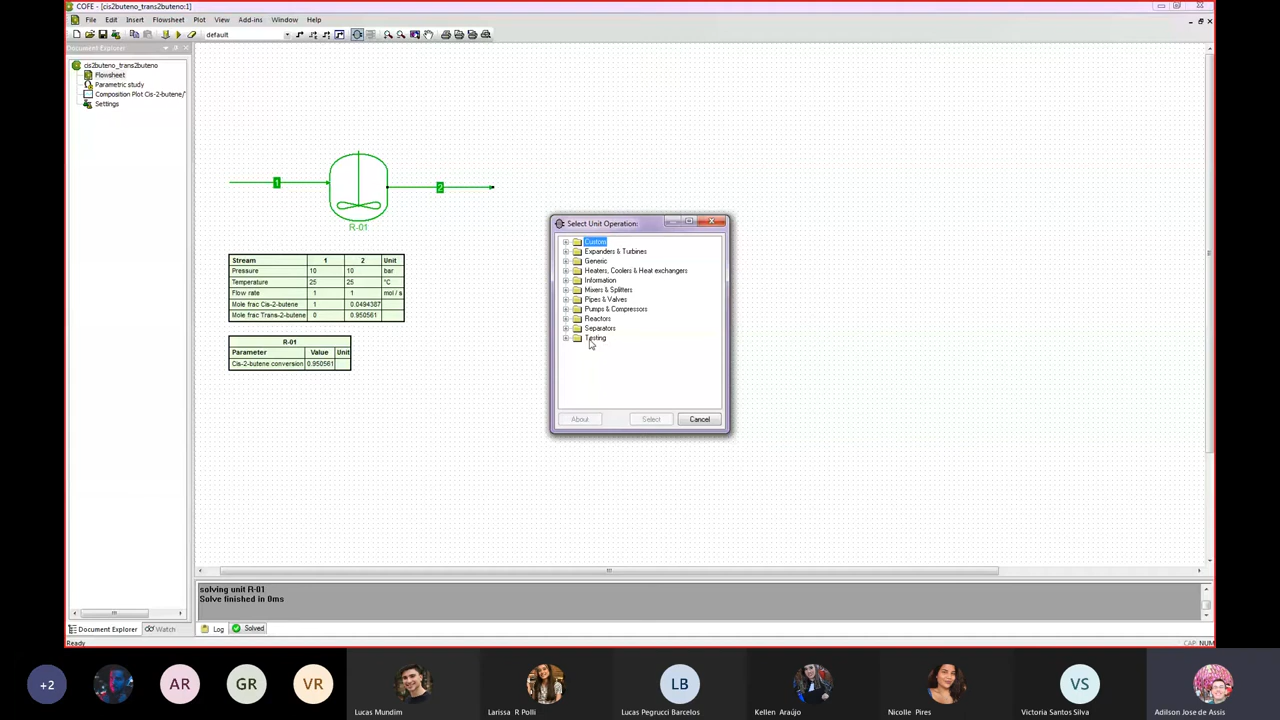 COFE - [cis2buteno_trans2buteno:1]
File Edit Insert Flowsheet Plot View Add-ins Window Help
default
Document Explorer
cis2buteno_trans2buteno
Flowsheet
Parametric study
Composition Plot Cis-2-butene/
Settings
1
2
R-01
Stream 1 2 Unit
Pressure 10 10 bar
Temperature 25 25 °C
Flow rate 1 1 mol / s
Mole frac Cis-2-butene 1 0.0494387
Mole frac Trans-2-butene 0 0.950561
R-01
Parameter Value Unit
Cis-2-butene conversion 0.950561
Select Unit Operation:
Custom
Expanders & Turbines
Generic
Heaters, Coolers & Heat exchangers
Information
Mixers & Splitters
Pipes & Valves
Pumps & Compressors
Reactors
Separators
Testing
About Select Cancel
solving unit R-01
Solve finished in 0ms
Document Explorer Watch
Log Solved
Ready
CAP NUM
+2 AR GR VR LB VS
Lucas Mundim Larissa R Polli Lucas Pegrucci Barcelos Kellen Araújo Nicolle Pires Victoria Santos Silva Adilson Jose de Assis